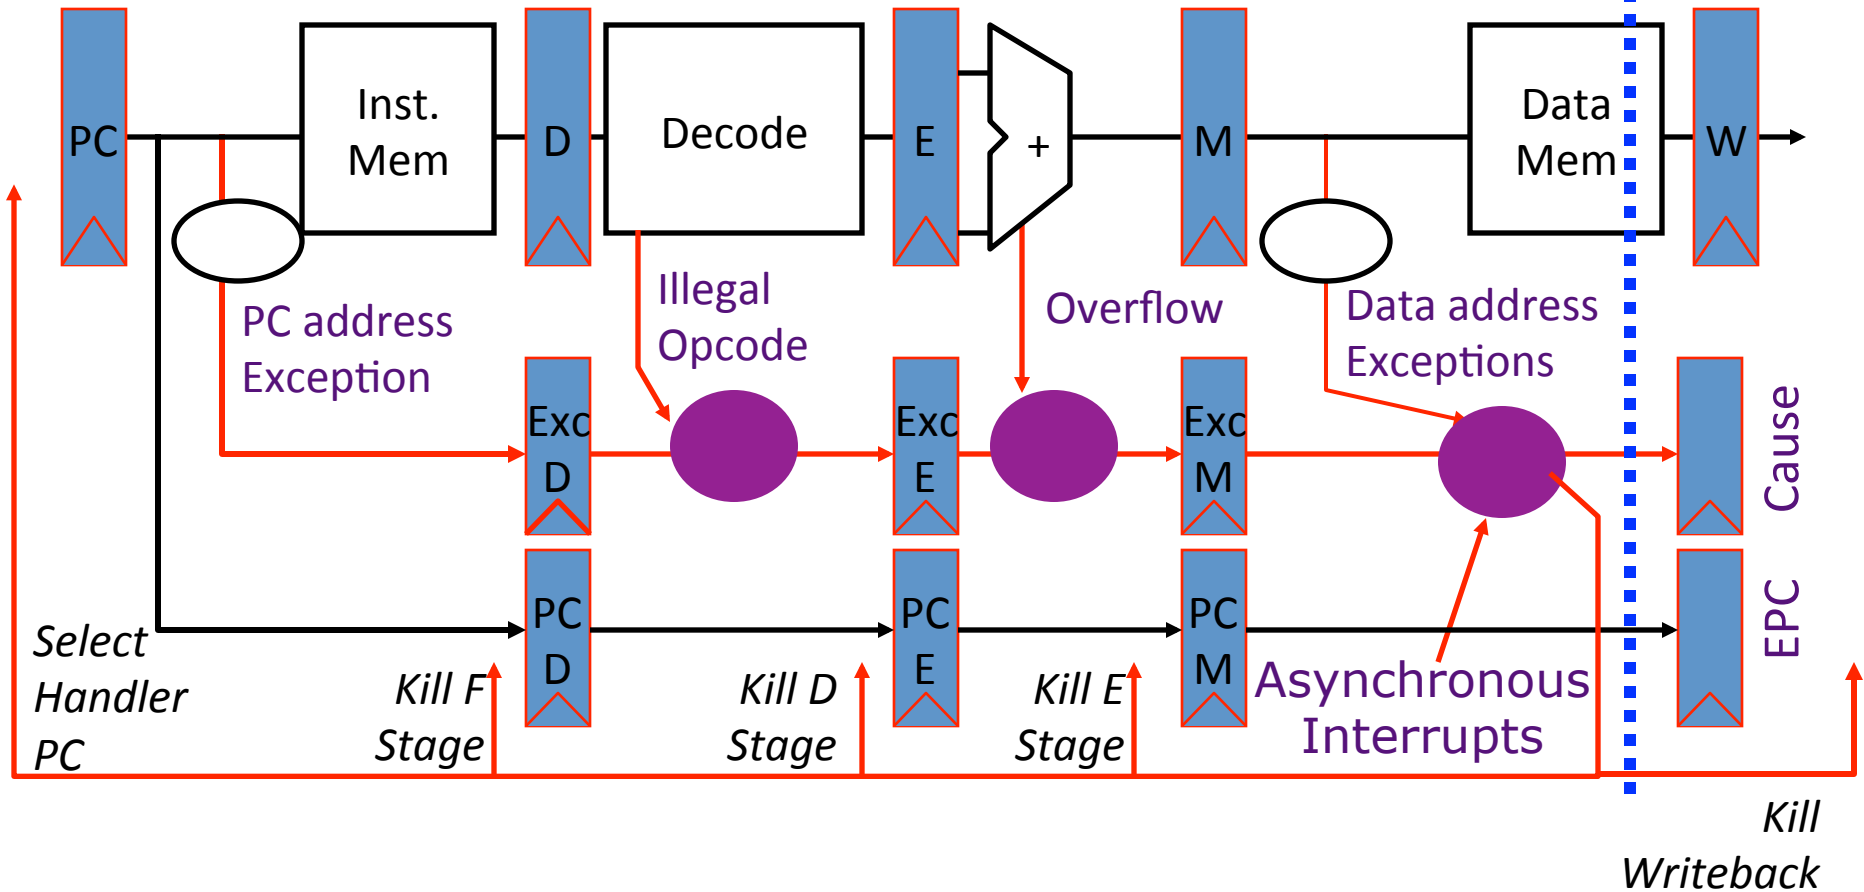 PC
Inst.
Mem
D
Decode
E
+
M
Data
Mem
W
PC address
Exception
Illegal
Opcode
Overflow
Data address
Exceptions
Exc
D
Exc
E
Exc
M
Cause
PC
D
PC
E
PC
M
EPC
Select
Handler
PC
Kill F
Stage
Kill D
Stage
Kill E
Stage
Asynchronous
Interrupts
Kill
Writeback